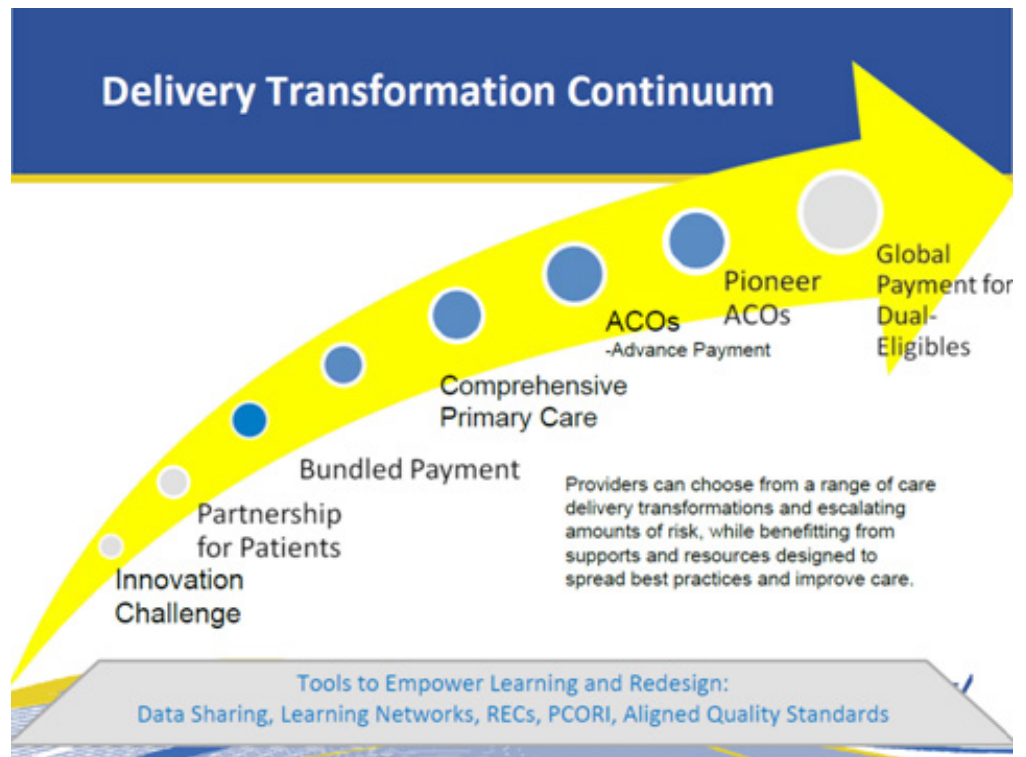 Delivery Transformation Continuum
Global
Payment for
Dual-
Eligibles
Pioneer
ACOs
ACOs
-Advance Payment
Comprehensive
Primary Care
Bundled Payment
Partnership
for Patients
Innovation
Challenge
Providers can choose from a range of care
delivery transformations and escalating
amounts of risk, while benefitting from
supports and resources designed to
spread best practices and improve care.
Tools to Empower Learning and Redesign:
Data Sharing, Learning Networks, RECs, PCORI, Aligned Quality Standards